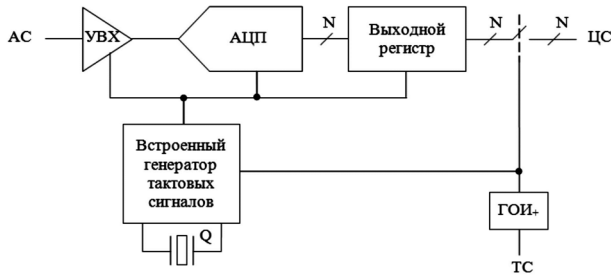 АС
УВХ
АЦП
N
Выходной
регистр
N
N
ЦС
Встроенный
генератор
тактовых
сигналов
Q
ГОИ+
ТС